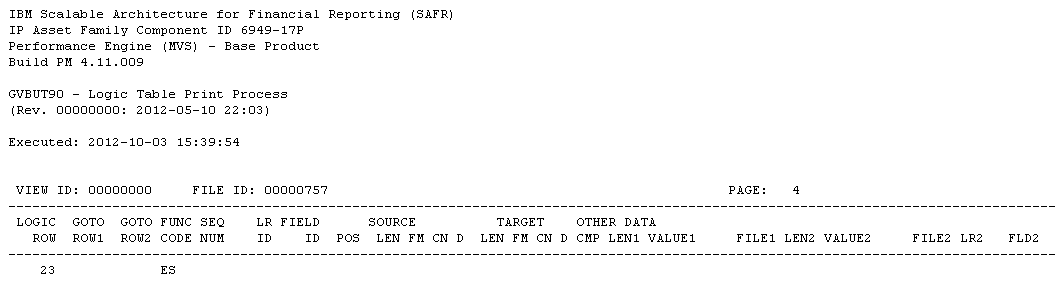 IBM Scalable Architecture for Financial Reporting (SAFR)
IP Asset Family Component ID 6949-17P
Performance Engine (MVS) - Base Product
Build PM 4.11.009
GVBUT90 - Logic Table Print Process
(Rev. 00000000: 2012-05-10 22:03)
Executed: 2012-10-03 15:39:54
VIEW ID: 00000000     FILE ID: 00000757     PAGE:   4
LOGIC  GOTO  GOTO FUNC SEQ    LR FIELD      SOURCE          TARGET    OTHER DATA
ROW  ROW1  ROW2 CODE NUM    ID    ID  POS  LEN FM CN D  LEN FM CN D CMP LEN1 VALUE1     FILE1 LEN2 VALUE2     FILE2 LR2   FLD2
23             ES